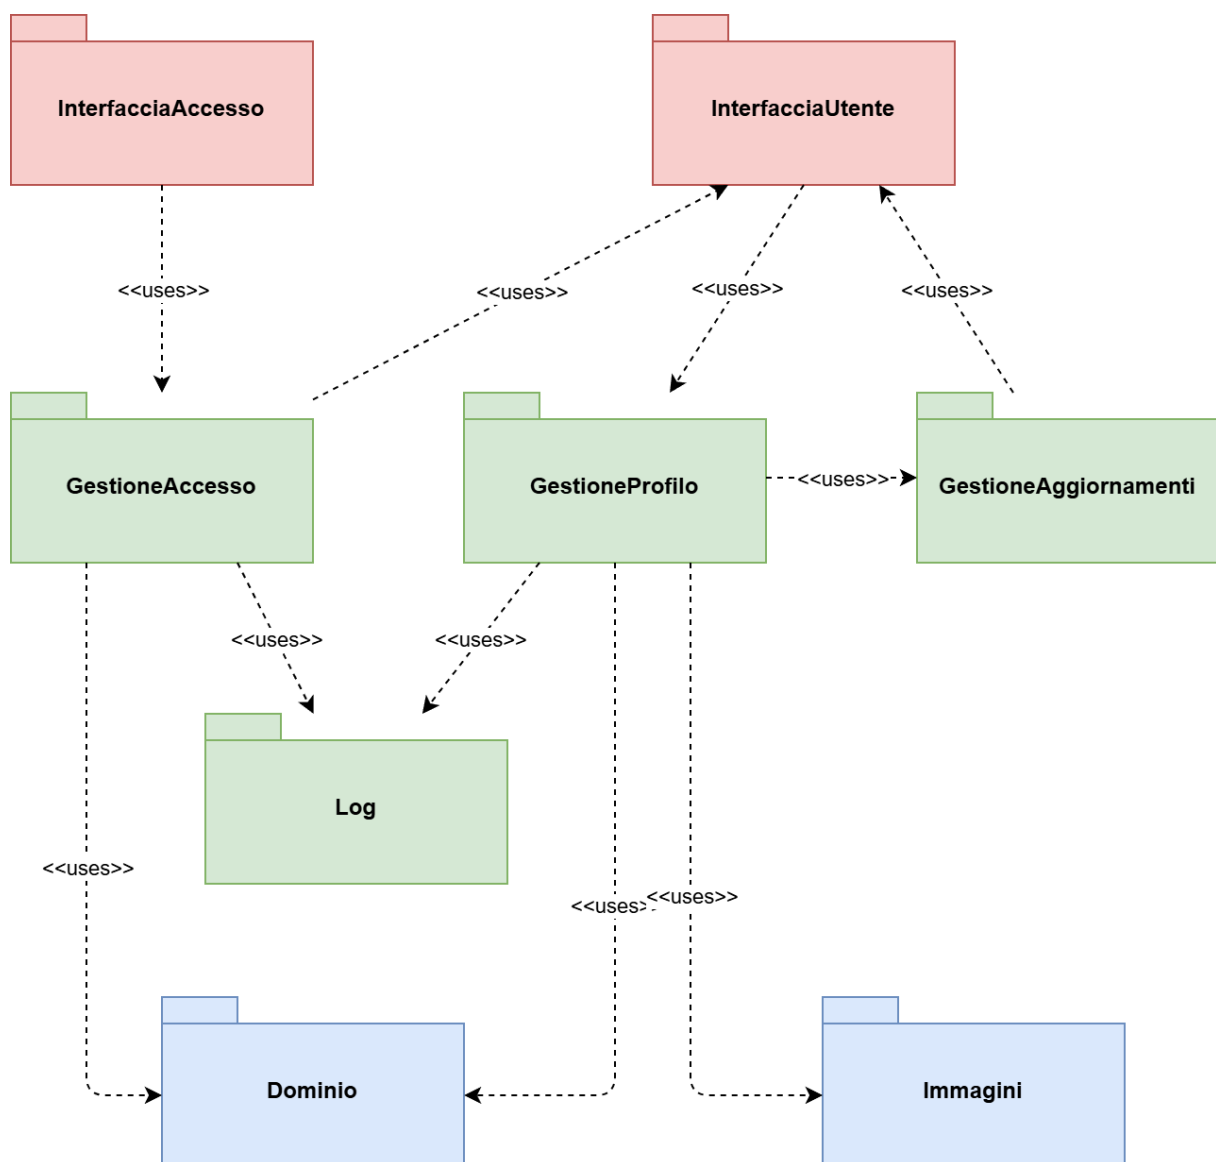 InterfacciaAccesso
InterfacciaUtente
<<uses>>
<<uses>>
<<uses>>
<<uses>>
GestioneAccesso
GestioneProfilo
<<uses>>
GestioneAggiornamenti
<<uses>>
<<uses>>
Log
<<uses>>
<<uses>>
<<uses>>
Dominio
Immagini